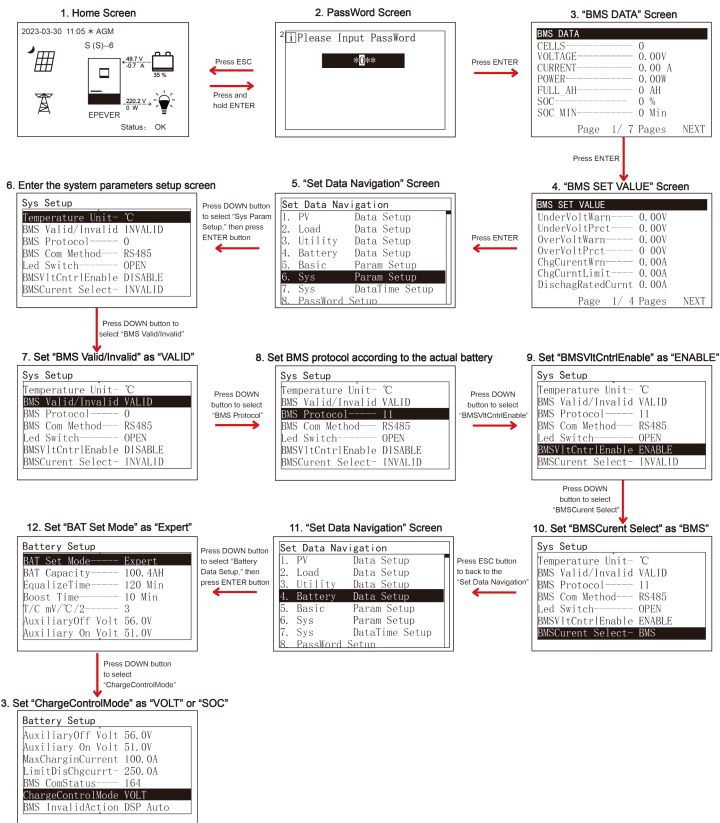 1. Home Screen
2023-03-30 11:05 ☀ AGM
S (S)--6
49.7 V
-0.7 A
35 %
220.2 V
0 W
EPEVER
Status: OK
Press ESC
Press and
hold ENTER
2. PassWord Screen
2 i Please Input PassWord
*0**
Press ENTER
3. “BMS DATA” Screen
BMS DATA
CELLS---------------- 0
VOLTAGE-------------- 0.00V
CURRENT-------------- 0.00 A
POWER---------------- 0.00W
FULL_AH-------------- 0 AH
SOC------------------ 0 %
SOC MIN-------------- 0 Min
Page 1/ 7 Pages NEXT
Press ENTER
4. “BMS SET VALUE” Screen
BMS SET VALUE
UnderVoltWarn---- 0.00V
UnderVoltPrct---- 0.00V
OverVoltWarn----- 0.00V
OverVoltPrct----- 0.00V
ChgCurentWrn----- 0.00A
ChgCurntLimit---- 0.00A
DischagRatedCurnt 0.00A
Page 1/ 4 Pages NEXT
Press ENTER
5. “Set Data Navigation” Screen
Set Data Navigation
1. PV Data Setup
2. Load Data Setup
3. Utility Data Setup
4. Battery Data Setup
5. Basic Param Setup
6. Sys Param Setup
7. Sys DataTime Setup
8. PassWord Setup
Press DOWN button
to select “Sys Param
Setup,” then press
ENTER button
6. Enter the system parameters setup screen
Sys Setup
Temperature Unit- ℃
BMS Valid/Invalid INVALID
BMS Protocol----- 0
BMS Com Method--- RS485
Led Switch------- OPEN
BMSVltCntrlEnable DISABLE
BMSCurent Select- INVALID
Press DOWN button to
select “BMS Valid/Invalid”
7. Set “BMS Valid/Invalid” as “VALID”
Sys Setup
Temperature Unit- ℃
BMS Valid/Invalid VALID
BMS Protocol----- 0
BMS Com Method--- RS485
Led Switch------- OPEN
BMSVltCntrlEnable DISABLE
BMSCurent Select- INVALID
Press DOWN
button to select
“BMS Protocol”
8. Set BMS protocol according to the actual battery
Sys Setup
Temperature Unit- ℃
BMS Valid/Invalid VALID
BMS Protocol----- 11
BMS Com Method--- RS485
Led Switch------- OPEN
BMSVltCntrlEnable DISABLE
BMSCurent Select- INVALID
Press DOWN
button to select
“BMSVltCntrlEnable”
9. Set “BMSVltCntrlEnable” as “ENABLE”
Sys Setup
Temperature Unit- ℃
BMS Valid/Invalid VALID
BMS Protocol----- 11
BMS Com Method--- RS485
Led Switch------- OPEN
BMSVltCntrlEnable ENABLE
BMSCurent Select- INVALID
Press DOWN
button to select
“BMSCurent Select”
10. Set “BMSCurent Select” as “BMS”
Sys Setup
Temperature Unit- ℃
BMS Valid/Invalid VALID
BMS Protocol----- 11
BMS Com Method--- RS485
Led Switch------- OPEN
BMSVltCntrlEnable ENABLE
BMSCurent Select- BMS
Press ESC button
to back to the
“Set Data Navigation”
11. “Set Data Navigation” Screen
Set Data Navigation
1. PV Data Setup
2. Load Data Setup
3. Utility Data Setup
4. Battery Data Setup
5. Basic Param Setup
6. Sys Param Setup
7. Sys DataTime Setup
8. PassWord Setup
Press DOWN button
to select “Battery
Data Setup,” then
press ENTER button
12. Set “BAT Set Mode” as “Expert”
Battery Setup
BAT Set Mode----- Expert
BAT Capacity----- 100.4AH
EqualizeTime----- 120 Min
Boost Time------- 10 Min
T/C mV/℃/2------ 3
AuxiliaryOff Volt 56.0V
Auxiliary On Volt 51.0V
Press DOWN button
to select
“ChargeControlMode”
3. Set “ChargeControlMode” as “VOLT” or “SOC”
Battery Setup
AuxiliaryOff Volt 56.0V
Auxiliary On Volt 51.0V
MaxCharginCurrent 100.0A
LimitDisChgcurrt- 250.0A
BMS ComStatus---- 164
ChargeControlMode VOLT
BMS InvalidAction DSP Auto